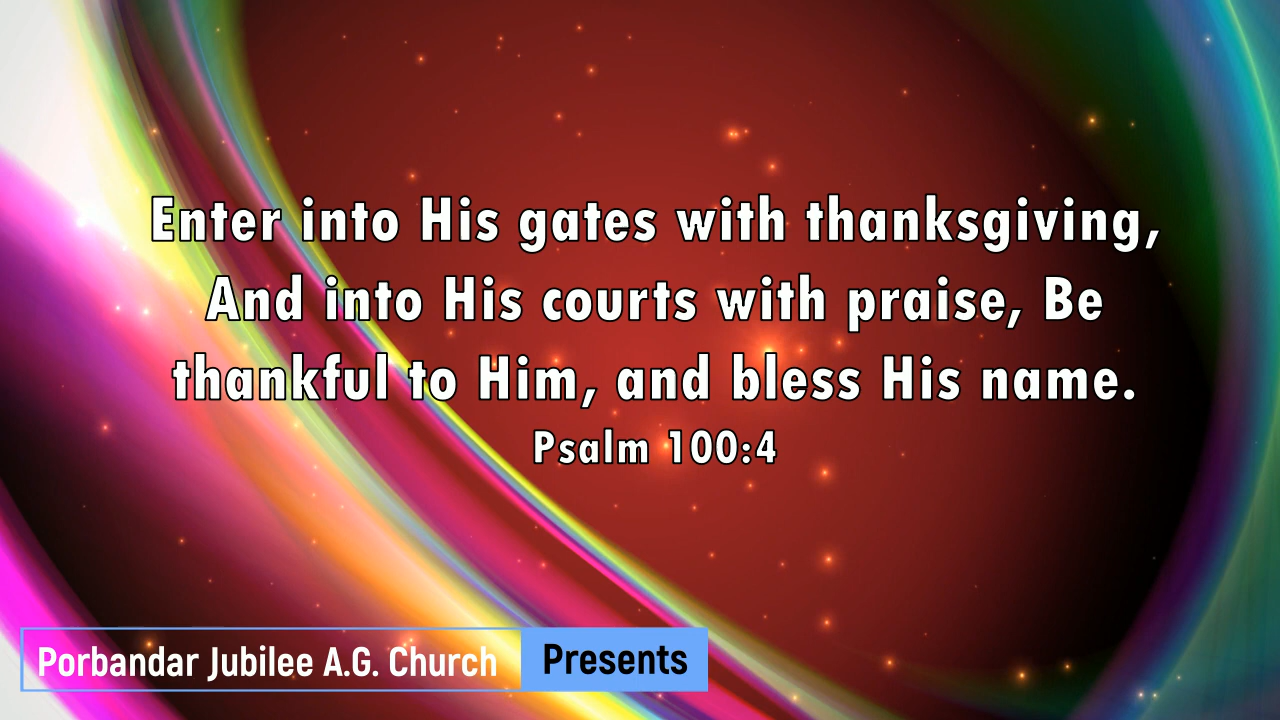 Enter into His gates with thanksgiving,
And into His courts with praise, Be
thankful to Him, and bless His name.
Psalm 100:4
Porbandar Jubilee A.G. Church Presents